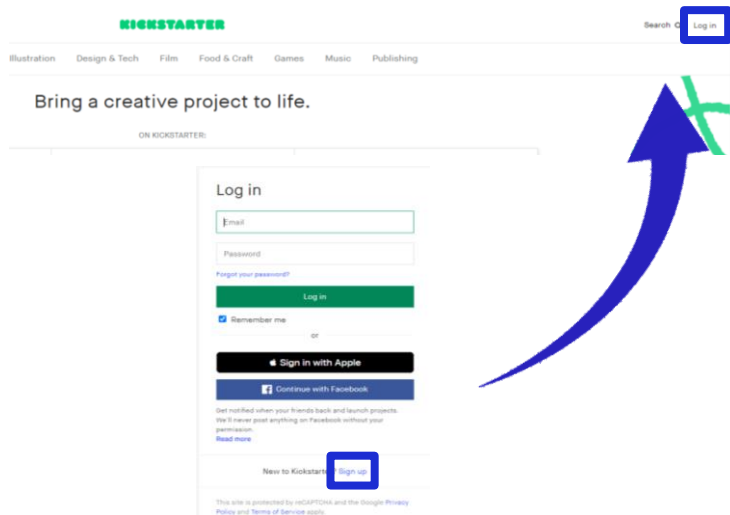 KICKSTARTER
Search Log in
Illustration Design & Tech Film Food & Craft Games Music Publishing
Bring a creative project to life.
ON KICKSTARTER:
Log in
Email
Password
Forgot your password?
Log in
Remember me
or
Sign in with Apple
Continue with Facebook
Get notified when your friends back and launch projects.
We'll never post anything on Facebook without your
permission.
Read more
New to Kickstarter? Sign up
This site is protected by reCAPTCHA and the Google Privacy
Policy and Terms of Service apply.